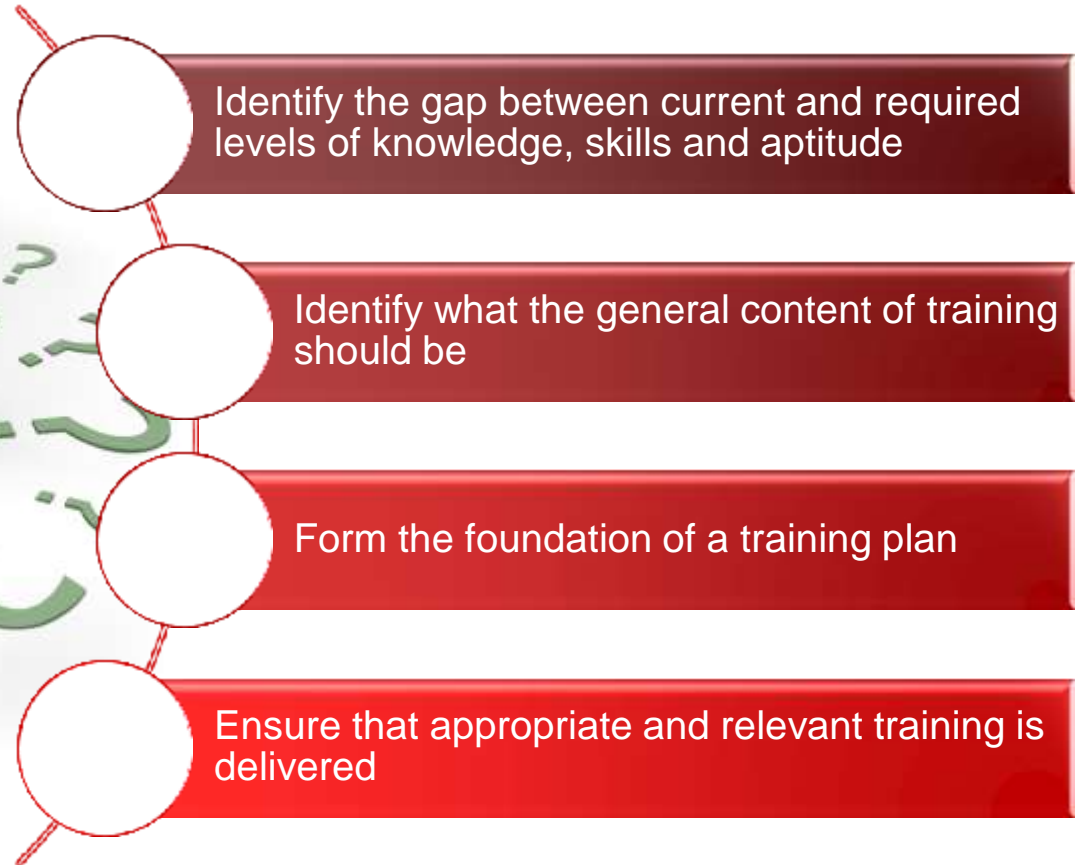 Identify the gap between current and required
levels of knowledge, skills and aptitude
Identify what the general content of training
should be
Form the foundation of a training plan
Ensure that appropriate and relevant training is
delivered